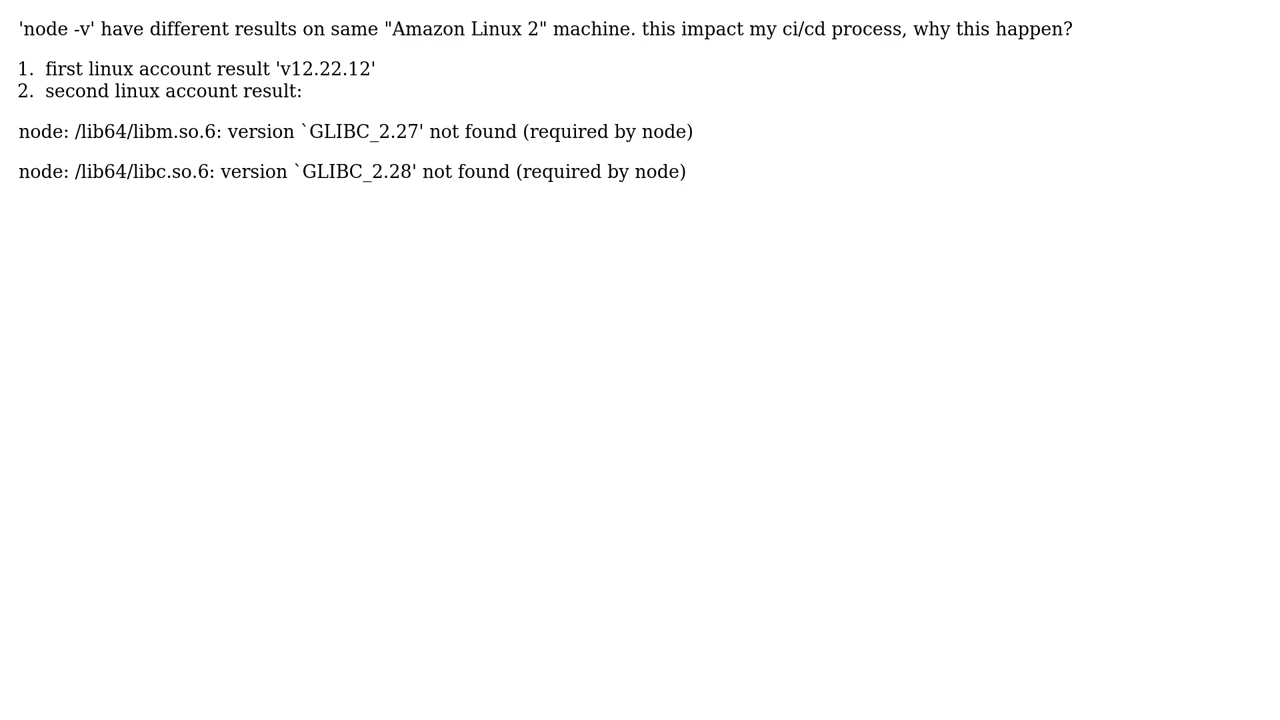 'node -v' have different results on same "Amazon Linux 2" machine. this impact my ci/cd process, why this happen?
1. first linux account result 'v12.22.12'
2. second linux account result:
node: /lib64/libm.so.6: version `GLIBC_2.27' not found (required by node)
node: /lib64/libc.so.6: version `GLIBC_2.28' not found (required by node)